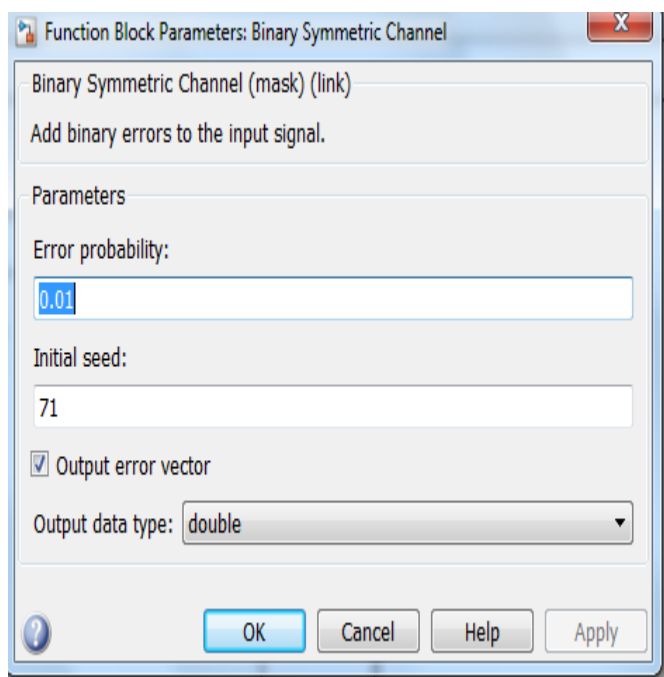 Function Block Parameters: Binary Symmetric Channel
Binary Symmetric Channel (mask) (link)
Add binary errors to the input signal.
Parameters
Error probability:
0.01
Initial seed:
71
Output error vector
Output data type: double
OK Cancel Help Apply